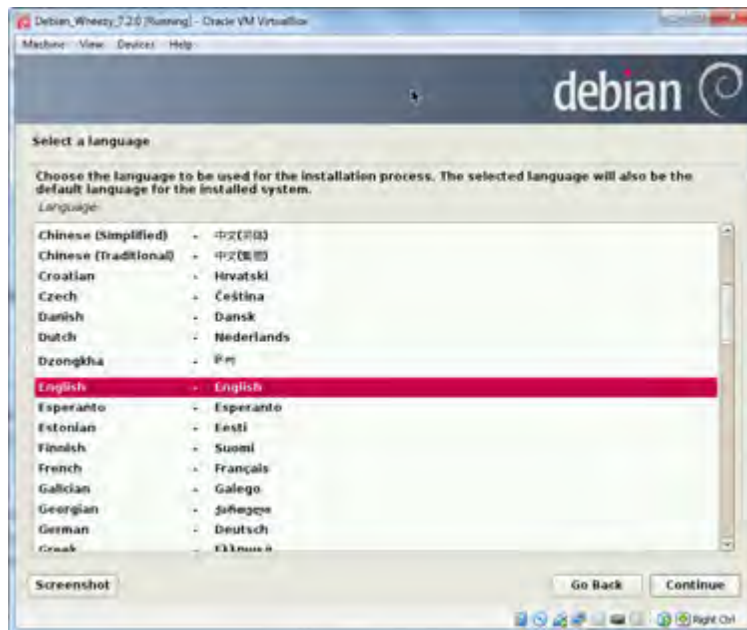 Debian_Wheezy_7.2.0 [Running] - Oracle VM VirtualBox
Machine View Devices Help
debian
Select a language
Choose the language to be used for the installation process. The selected language will also be the
default language for the installed system.
Language:
Chinese (Simplified) - 中文(简体)
Chinese (Traditional) - 中文(繁體)
Croatian - Hrvatski
Czech - Čeština
Danish - Dansk
Dutch - Nederlands
Dzongkha -
English - English
Esperanto - Esperanto
Estonian - Eesti
Finnish - Suomi
French - Français
Galician - Galego
Georgian - ქართული
German - Deutsch
Greek - Ελληνικά
Screenshot Go Back Continue
Right Ctrl